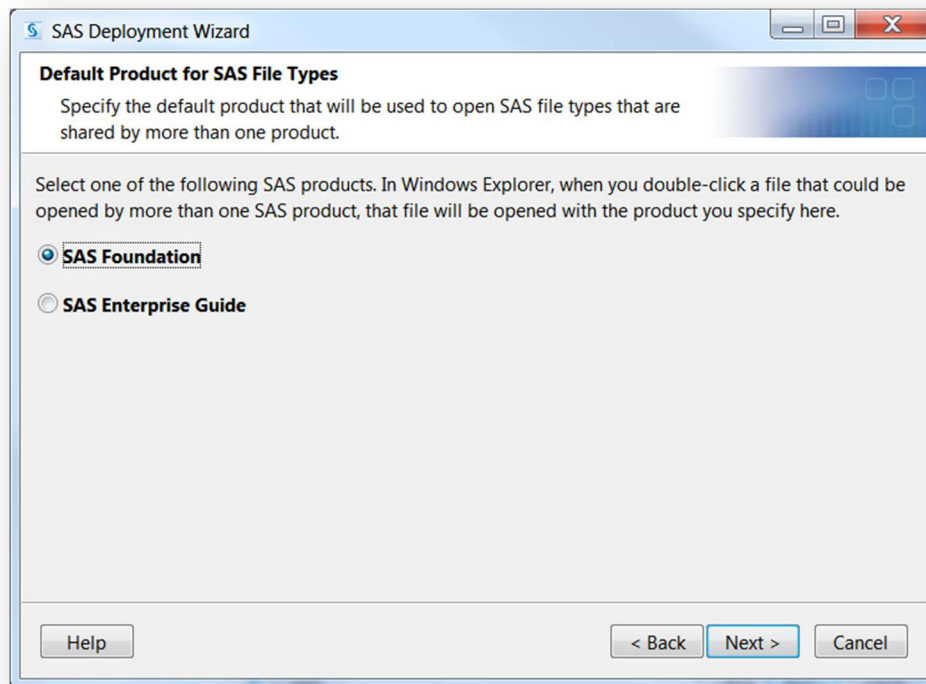 SAS Deployment Wizard
Default Product for SAS File Types
Specify the default product that will be used to open SAS file types that are
shared by more than one product.
Select one of the following SAS products. In Windows Explorer, when you double-click a file that could be
opened by more than one SAS product, that file will be opened with the product you specify here.
SAS Foundation
SAS Enterprise Guide
Help
< Back
Next >
Cancel